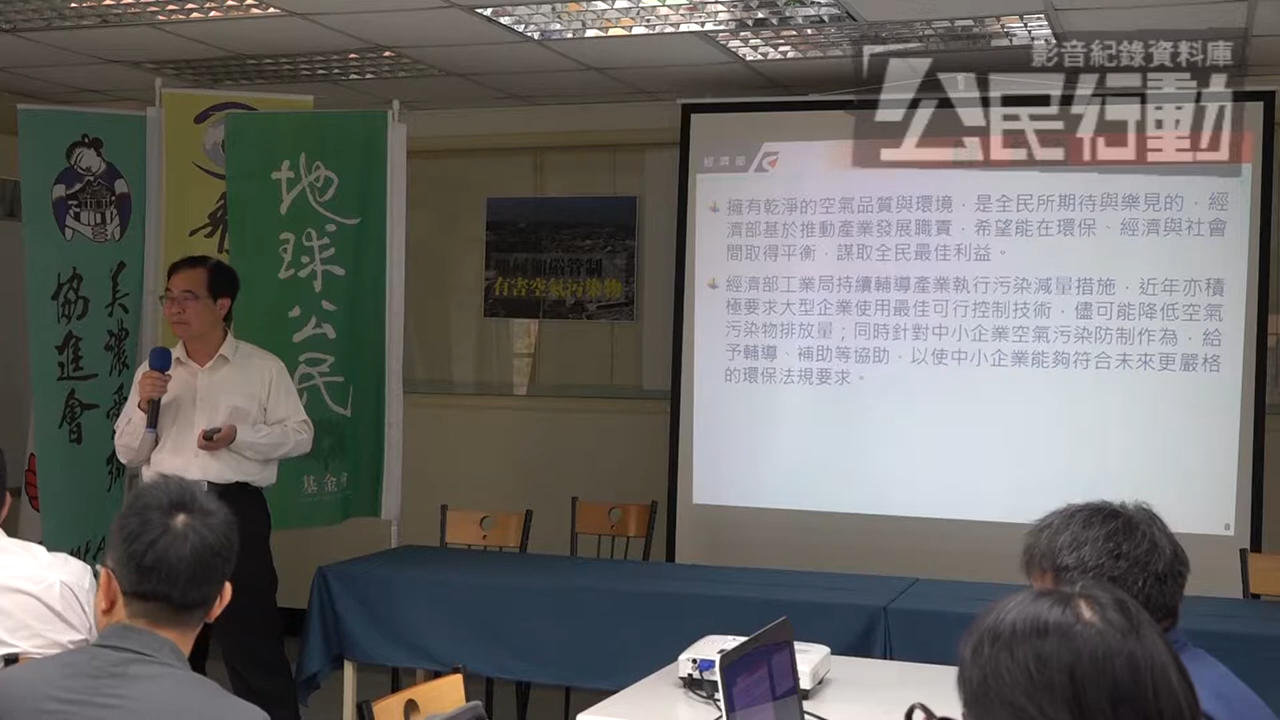 影音紀錄資料庫
公民行動
經濟部
擁有乾淨的空氣品質與環境，是全民所期待與樂見的，經
濟部基於推動產業發展職責，希望能在環保、經濟與社會
間取得平衡，謀取全民最佳利益。
經濟部工業局持續輔導產業執行污染減量措施，近年亦積
極要求大型企業使用最佳可行控制技術，儘可能降低空氣
污染物排放量；同時針對中小企業空氣污染防制作為，給
予輔導、補助等協助，以使中小企業能夠符合未來更嚴格
的環保法規要求。
8
如何加嚴管制
有害空氣污染物
地球公民
基金會
美濃愛鄉
協進會